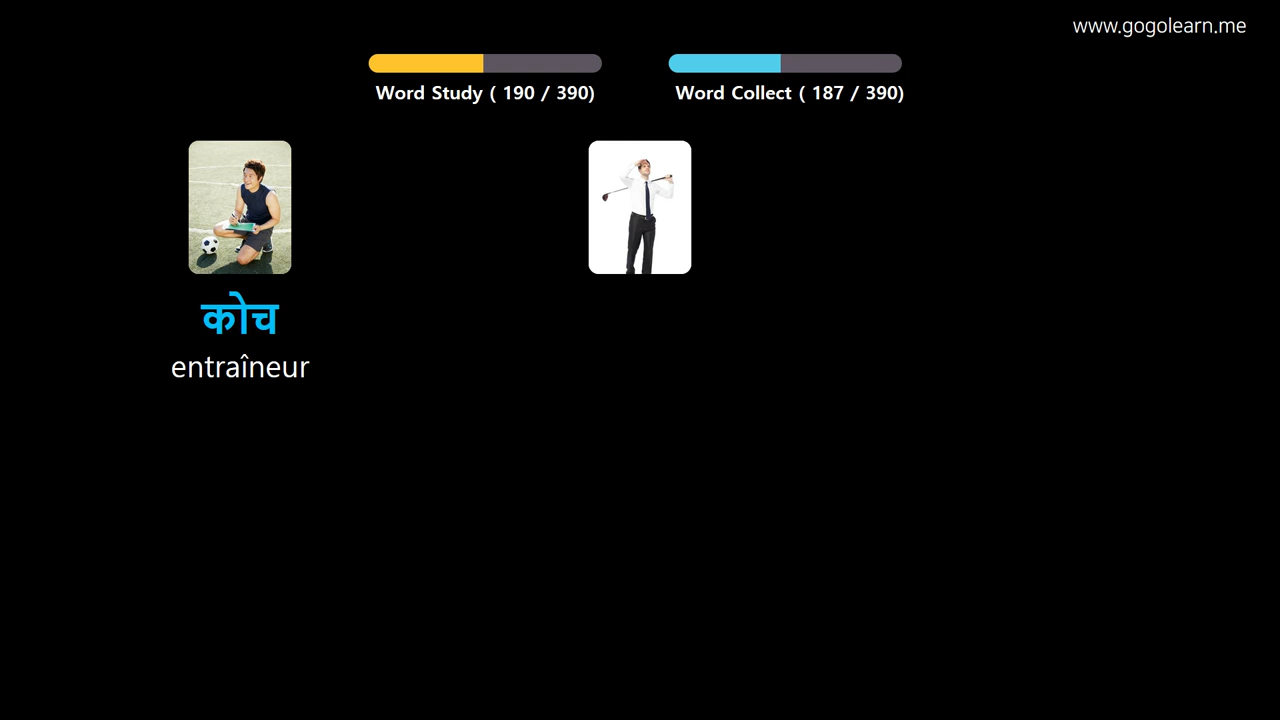 www.gogolearn.me
Word Study ( 190 / 390)
Word Collect ( 187 / 390)
कोच
entraîneur